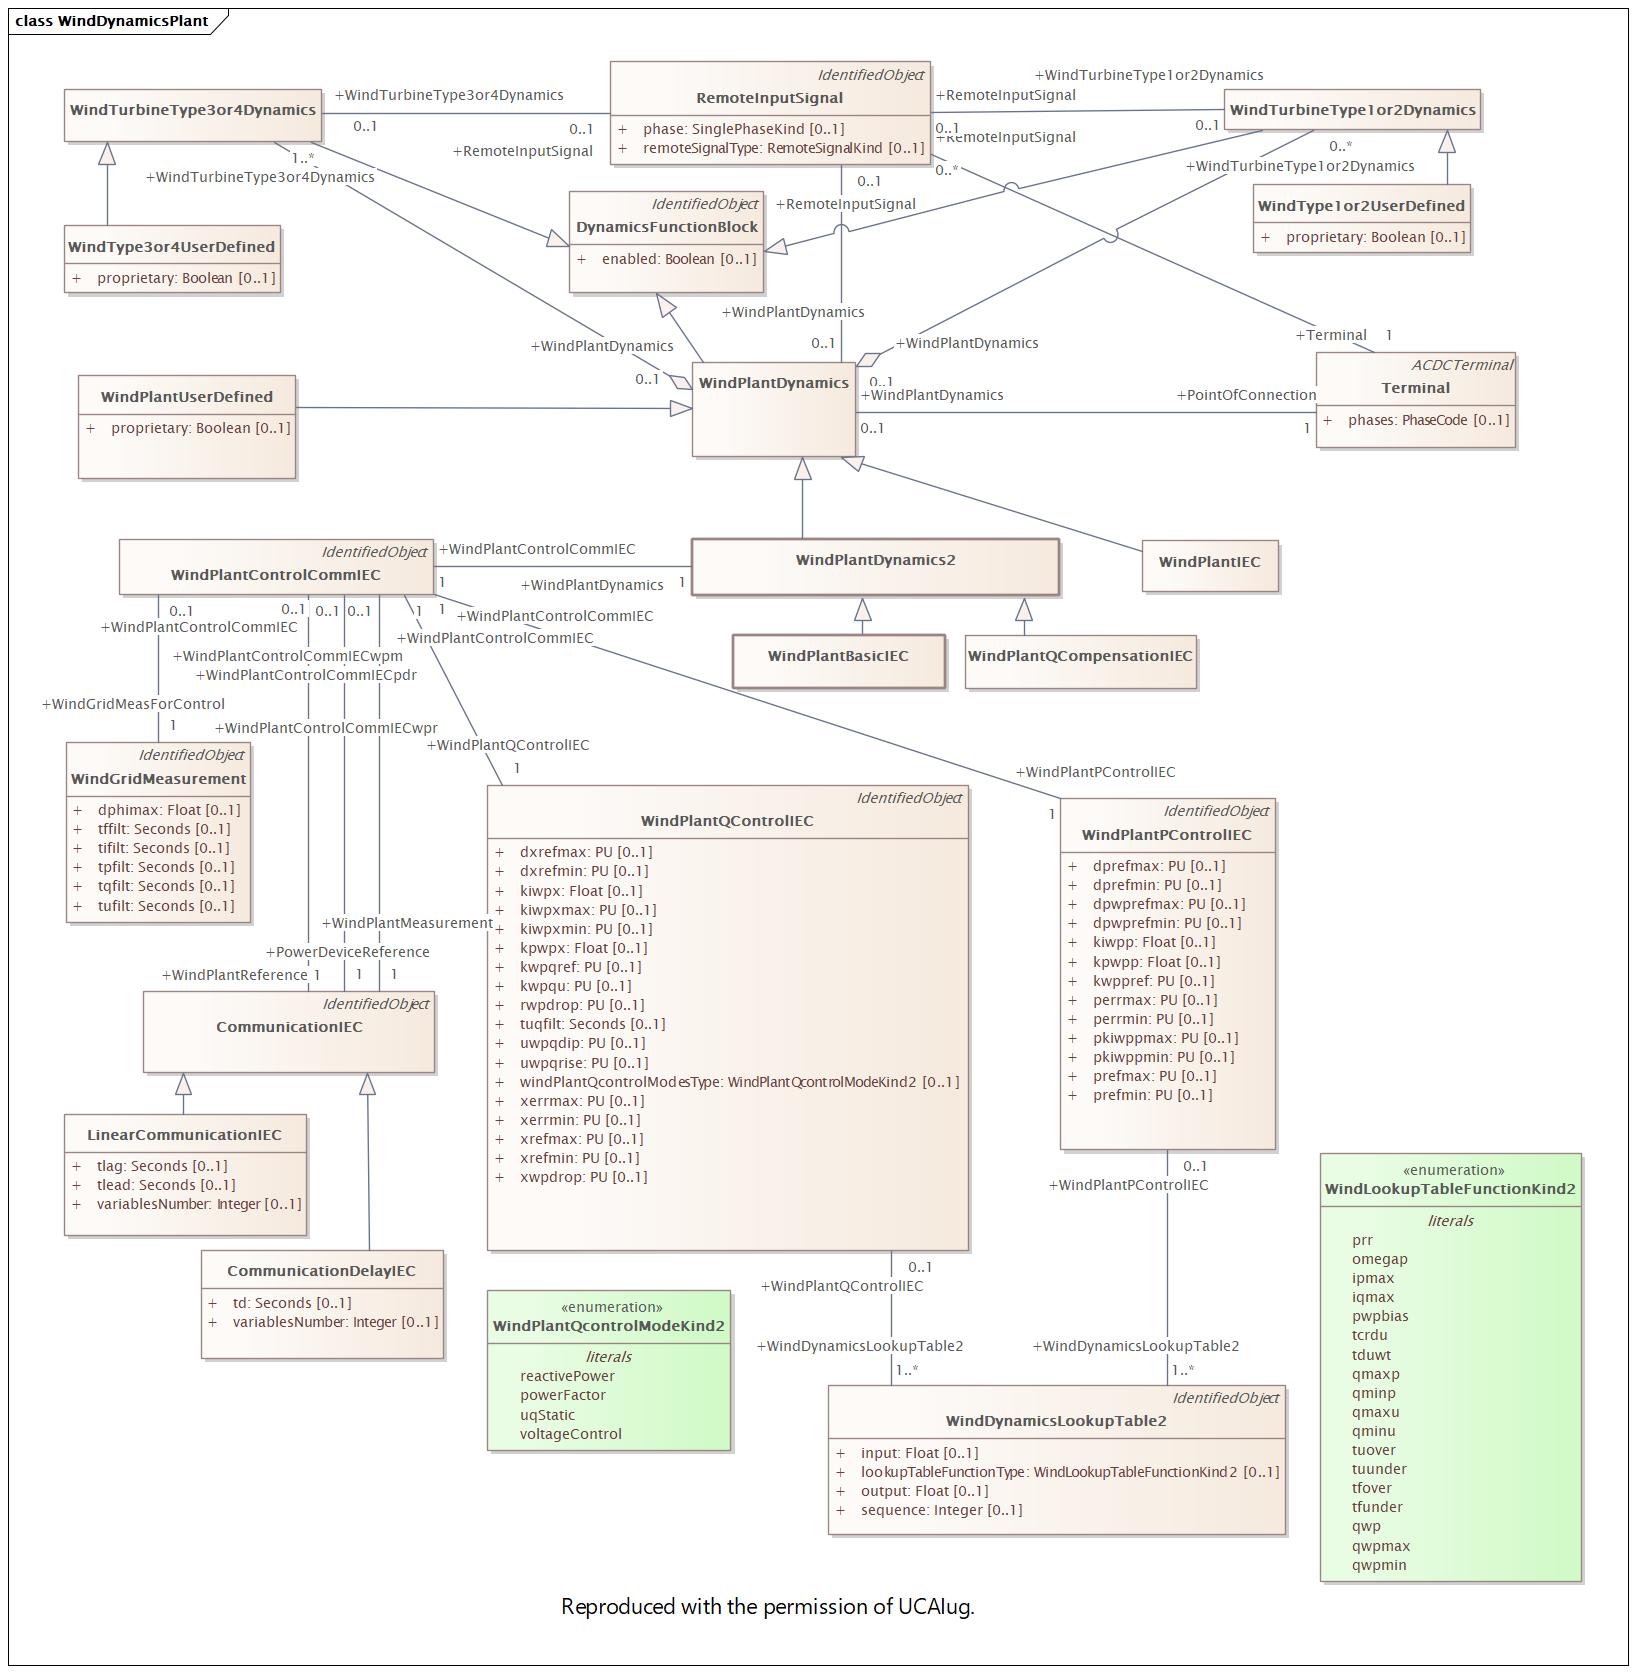 class WindDynamicsPlant
WindTurbineType3or4Dynamics
+WindTurbineType3or4Dynamics
0..1
0..1
+RemoteInputSignal
IdentifiedObject
RemoteInputSignal
+ phase: SinglePhaseKind [0..1]
+ remoteSignalType: RemoteSignalKind [0..1]
+WindTurbineType1or2Dynamics
+RemoteInputSignal
0..1
0..1
WindTurbineType1or2Dynamics
+RemoteInputSignal
0..*
0..*
+WindTurbineType1or2Dynamics
1..*
+WindTurbineType3or4Dynamics
0..1
+RemoteInputSignal
WindType3or4UserDefined
+ proprietary: Boolean [0..1]
IdentifiedObject
DynamicsFunctionBlock
+ enabled: Boolean [0..1]
WindType1or2UserDefined
+ proprietary: Boolean [0..1]
+WindPlantDynamics
0..1
+WindPlantDynamics
0..1
+WindPlantDynamics
0..1
+Terminal 1
WindPlantDynamics
+WindPlantDynamics
0..1
+PointOfConnection
1
ACDCTerminal
Terminal
+ phases: PhaseCode [0..1]
WindPlantUserDefined
+ proprietary: Boolean [0..1]
IdentifiedObject
WindPlantControlCommIEC
+WindPlantControlCommIEC
1
+WindPlantDynamics 1
WindPlantDynamics2
WindPlantIEC
WindPlantBasicIEC
WindPlantQCompensationIEC
0..1
+WindPlantControlCommIEC
0..1 0..1 0..1
1 1
+WindPlantControlCommIEC
+WindPlantControlCommIEC
+WindPlantControlCommIECwpm
+WindPlantControlCommIECpdr
+WindGridMeasForControl
1
+WindPlantControlCommIECwpr
+WindPlantQControlIEC
1
+WindPlantPControlIEC
1
IdentifiedObject
WindGridMeasurement
+ dphimax: Float [0..1]
+ tffilt: Seconds [0..1]
+ tifilt: Seconds [0..1]
+ tpfilt: Seconds [0..1]
+ tqfilt: Seconds [0..1]
+ tufilt: Seconds [0..1]
+WindPlantMeasurement
+PowerDeviceReference
+WindPlantReference 1 1 1
IdentifiedObject
CommunicationIEC
IdentifiedObject
WindPlantQControlIEC
+ dxrefmax: PU [0..1]
+ dxrefmin: PU [0..1]
+ kiwpx: Float [0..1]
+ kiwpxmax: PU [0..1]
+ kiwpxmin: PU [0..1]
+ kpwpx: Float [0..1]
+ kwpqref: PU [0..1]
+ kwpqu: PU [0..1]
+ rwpdrop: PU [0..1]
+ tuqfilt: Seconds [0..1]
+ uwpqdip: PU [0..1]
+ uwpqrise: PU [0..1]
+ windPlantQcontrolModesType: WindPlantQcontrolModeKind2 [0..1]
+ xerrmax: PU [0..1]
+ xerrmin: PU [0..1]
+ xrefmax: PU [0..1]
+ xrefmin: PU [0..1]
+ xwpdrop: PU [0..1]
IdentifiedObject
WindPlantPControlIEC
+ dprefmax: PU [0..1]
+ dprefmin: PU [0..1]
+ dpwprefmax: PU [0..1]
+ dpwprefmin: PU [0..1]
+ kiwpp: Float [0..1]
+ kpwpp: Float [0..1]
+ kwppref: PU [0..1]
+ perrmax: PU [0..1]
+ perrmin: PU [0..1]
+ pkiwppmax: PU [0..1]
+ pkiwppmin: PU [0..1]
+ prefmax: PU [0..1]
+ prefmin: PU [0..1]
LinearCommunicationIEC
+ tlag: Seconds [0..1]
+ tlead: Seconds [0..1]
+ variablesNumber: Integer [0..1]
CommunicationDelayIEC
+ td: Seconds [0..1]
+ variablesNumber: Integer [0..1]
0..1
+WindPlantPControlIEC
0..1
+WindPlantQControlIEC
«enumeration»
WindPlantQcontrolModeKind2
literals
reactivePower
powerFactor
uqStatic
voltageControl
+WindDynamicsLookupTable2
1..*
+WindDynamicsLookupTable2
1..*
IdentifiedObject
WindDynamicsLookupTable2
+ input: Float [0..1]
+ lookupTableFunctionType: WindLookupTableFunctionKind2 [0..1]
+ output: Float [0..1]
+ sequence: Integer [0..1]
«enumeration»
WindLookupTableFunctionKind2
literals
prr
omegap
ipmax
iqmax
pwpbias
tcrdu
tduwt
qmaxp
qminp
qmaxu
qminu
tuover
tuunder
tfover
tfunder
qwp
qwpmax
qwpmin
Reproduced with the permission of UCAIug.